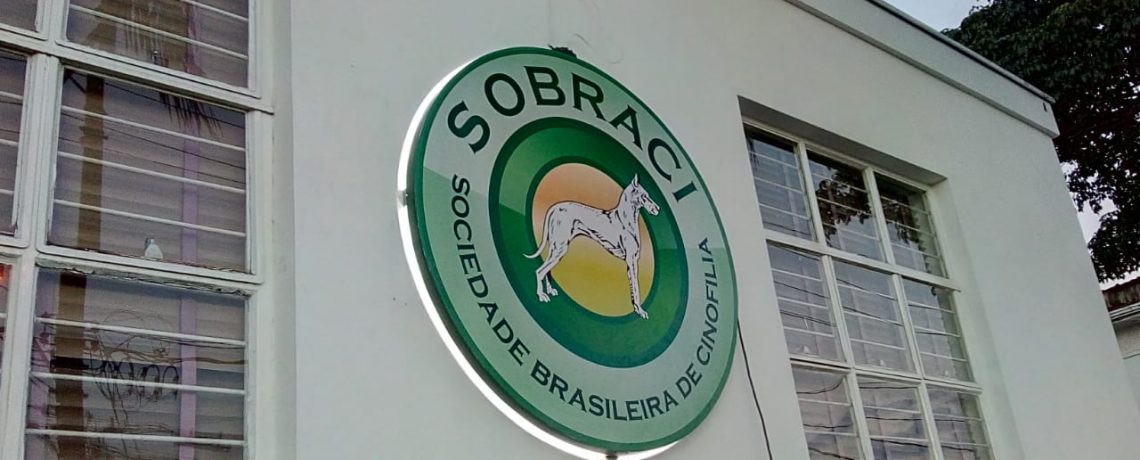 SOBRACI
SOCIEDADE BRASILEIRA DE CINOFILIA